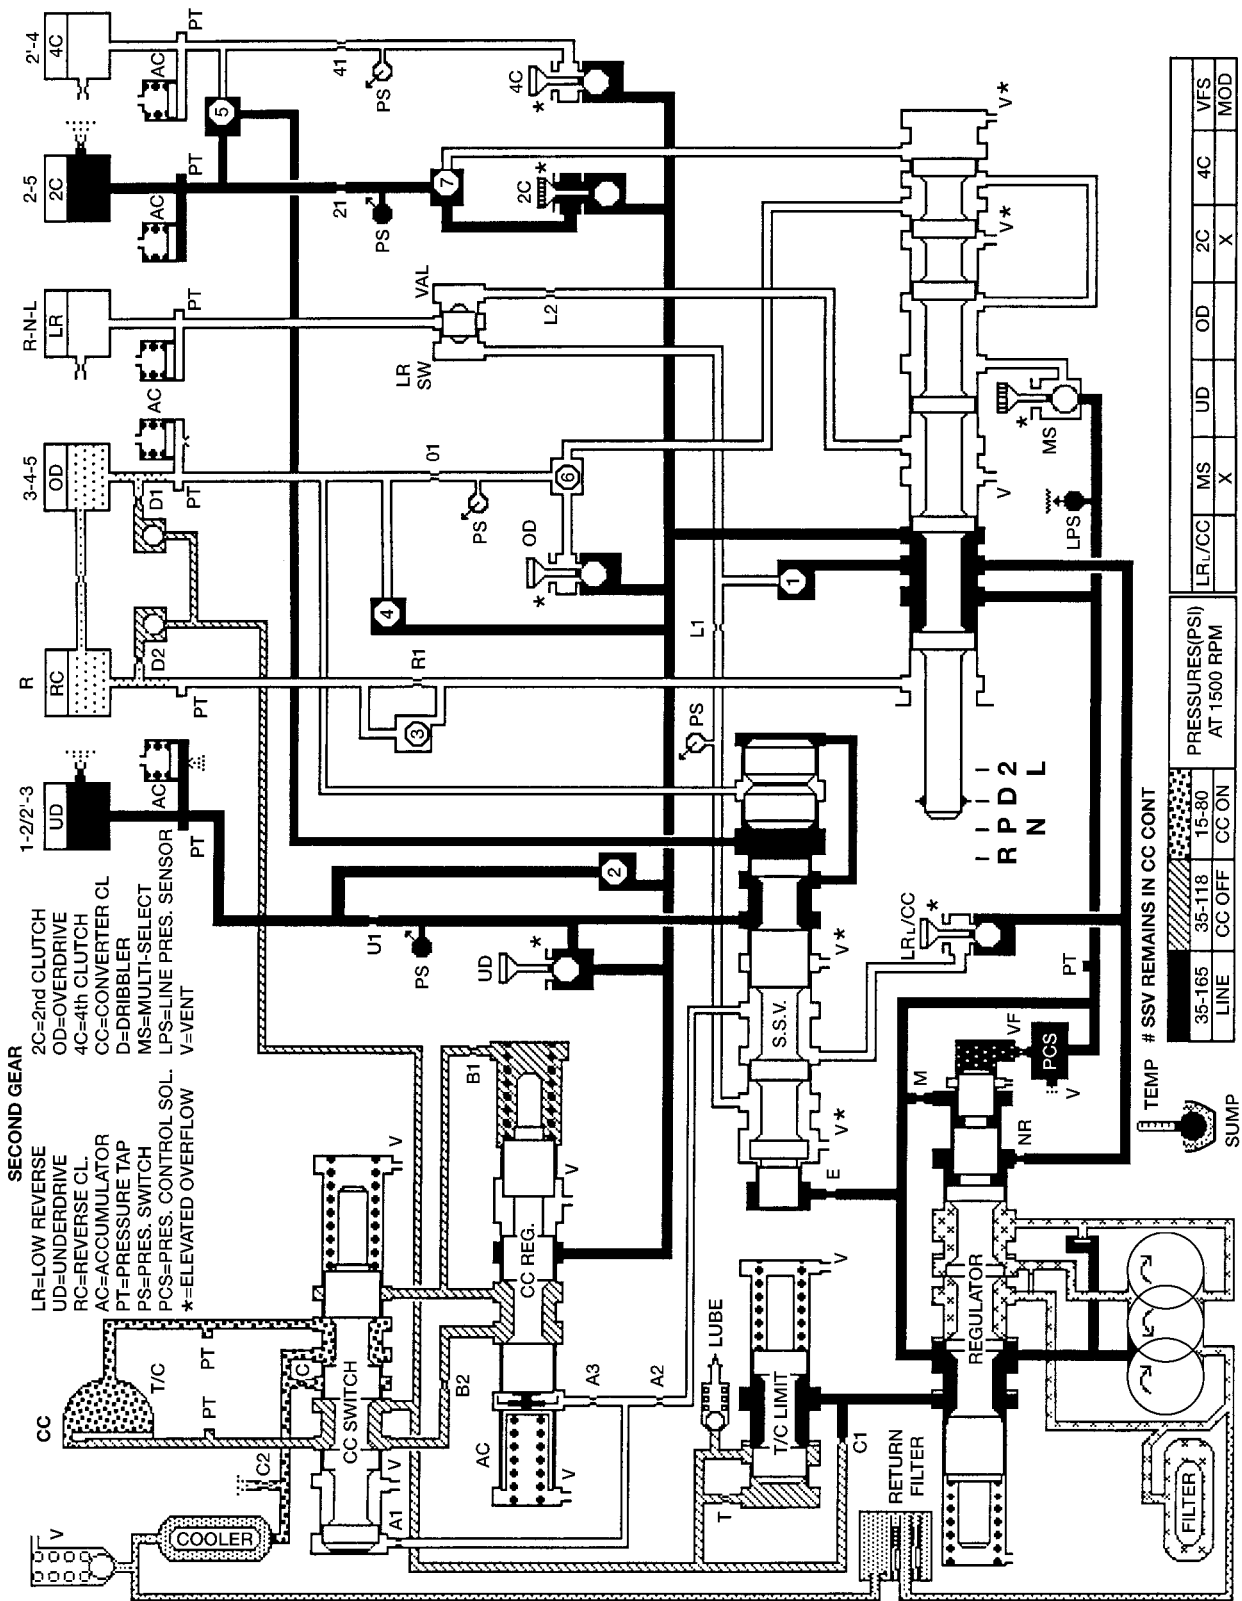 SECOND GEAR
LR=LOW REVERSE
UD=UNDERDRIVE
RC=REVERSE CL.
AC=ACCUMULATOR
PT=PRESSURE TAP
PS=PRES. SWITCH
PCS=PRES. CONTROL SOL.
*=ELEVATED OVERFLOW
2C=2nd CLUTCH
OD=OVERDRIVE
4C=4th CLUTCH
CC=CONVERTER CL
D=DRIBBLER
MS=MULTI-SELECT
LPS=LINE PRES. SENSOR
V=VENT
1-2/2'-3
UD
AC
PT
R
RC
PT
D2
3-4-5
OD
D1
PT
AC
R-N-L
LR
PT
AC
2-5
2C
PT
AC
2'-4
4C
PT
AC
5
41
PS
4C
*
21
PS
7
2C
*
LR
SW
VAL
L2
01
PS
6
OD
*
4
R1
3
L1
1
PS
2
U1
PS
UD
*
V*
V*
V
MS
*
LPS
R
N
P
D
2
L
LRL/CC
*
S.S.V.
V*
V*
E
PT
CC
T/C
PT
PT
C
C2
CC SWITCH
V
V
A1
B1
B2
CC REG.
V
AC
V
A3
A2
LUBE
T/C LIMIT
V
T
C1
V
COOLER
RETURN
FILTER
FILTER
REGULATOR
NR
M
VF
PCS
V
TEMP
SUMP
# SSV REMAINS IN CC CONT
35-165
35-118
15-80
PRESSURES(PSI)
AT 1500 RPM
LINE
CC OFF
CC ON
LRL/CC
MS
UD
OD
2C
4C
VFS
X
X
MOD